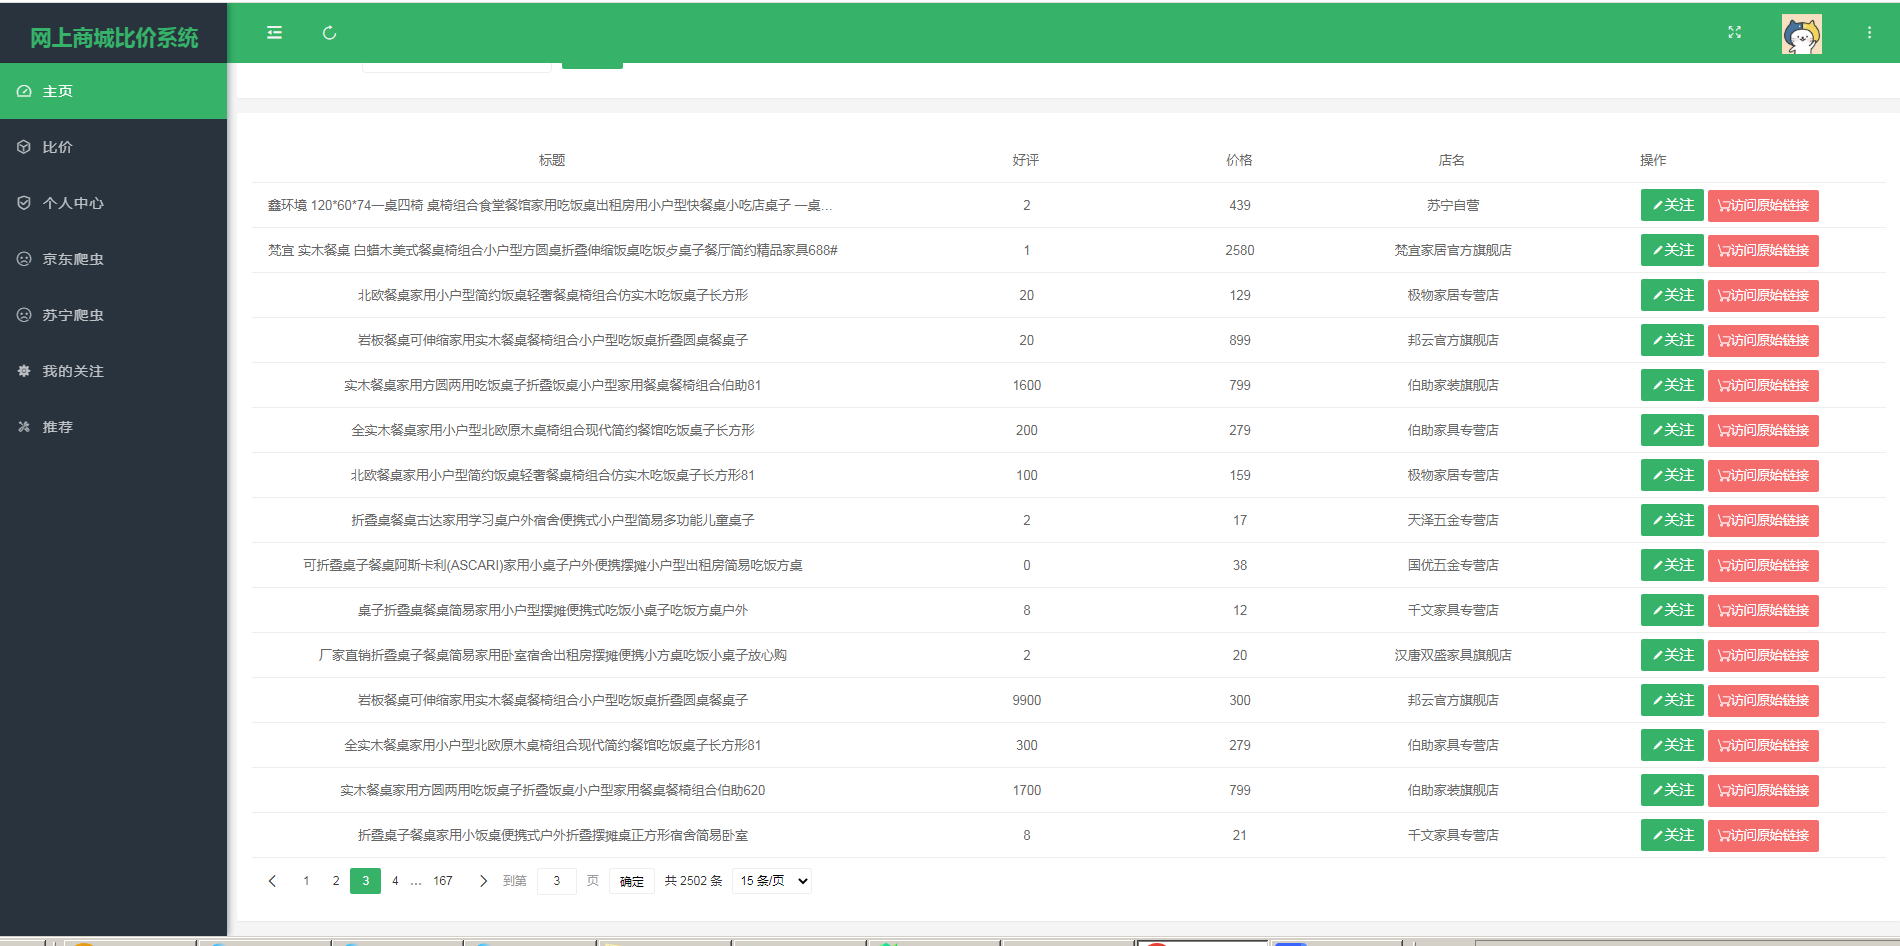 网上商城比价系统
主页
比价
个人中心
京东爬虫
苏宁爬虫
我的关注
推荐
标题 好评 价格 店名 操作
鑫环境 120*60*74一桌四椅 桌椅组合食堂餐馆家用吃饭桌出租房用小户型快餐桌小吃店桌子 一桌... 2 439 苏宁自营 关注 访问原始链接
梵宜 实木餐桌 白蜡木美式餐桌椅组合小户型方圆桌折叠伸缩饭桌吃饭歺桌子餐厅简约精品家具688# 1 2580 梵宜家居官方旗舰店 关注 访问原始链接
北欧餐桌家用小户型简约饭桌轻奢餐桌椅组合仿实木吃饭桌子长方形 20 129 极物家居专营店 关注 访问原始链接
岩板餐桌可伸缩家用实木餐桌餐椅组合小户型吃饭桌折叠圆桌餐桌子 20 899 邦云官方旗舰店 关注 访问原始链接
实木餐桌家用方圆两用吃饭桌子折叠饭桌小户型家用餐桌餐椅组合伯助81 1600 799 伯助家装旗舰店 关注 访问原始链接
全实木餐桌家用小户型北欧原木桌椅组合现代简约餐馆吃饭桌子长方形 200 279 伯助家具专营店 关注 访问原始链接
北欧餐桌家用小户型简约饭桌轻奢餐桌椅组合仿实木吃饭桌子长方形81 100 159 极物家居专营店 关注 访问原始链接
折叠桌餐桌古达家用学习桌户外宿舍便携式小户型简易多功能儿童桌子 2 17 天泽五金专营店 关注 访问原始链接
可折叠桌子餐桌阿斯卡利(ASCARI)家用小桌子户外便携摆摊小户型出租房简易吃饭方桌 0 38 国优五金专营店 关注 访问原始链接
桌子折叠桌餐桌简易家用小户型摆摊便携式吃饭小桌子吃饭方桌户外 8 12 千文家具专营店 关注 访问原始链接
厂家直销折叠桌子餐桌简易家用卧室宿舍出租房摆摊便携小方桌吃饭小桌子放心购 2 20 汉唐双盛家具旗舰店 关注 访问原始链接
岩板餐桌可伸缩家用实木餐桌餐椅组合小户型吃饭桌折叠圆桌餐桌子 9900 300 邦云官方旗舰店 关注 访问原始链接
全实木餐桌家用小户型北欧原木桌椅组合现代简约餐馆吃饭桌子长方形81 300 279 伯助家具专营店 关注 访问原始链接
实木餐桌家用方圆两用吃饭桌子折叠饭桌小户型家用餐桌餐椅组合伯助620 1700 799 伯助家装旗舰店 关注 访问原始链接
折叠桌子餐桌家用小饭桌便携式户外折叠摆摊桌正方形宿舍简易卧室 8 21 千文家具专营店 关注 访问原始链接
1 2 3 4 ... 167 到第 3 页 确定 共 2502 条 15 条/页